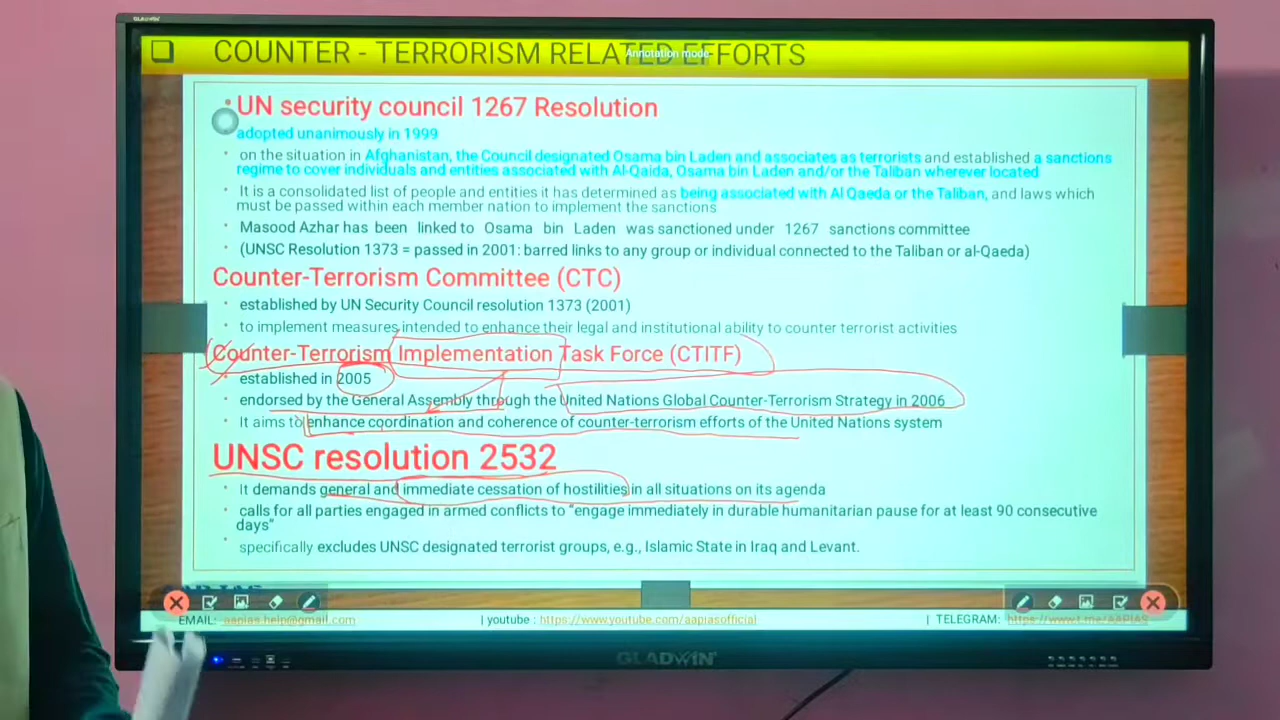 GLADWIN
COUNTER - TERRORISM RELATED EFFORTS
Annotation mode
• UN security council 1267 Resolution
adopted unanimously in 1999
• on the situation in Afghanistan, the Council designated Osama bin Laden and associates as terrorists and established a sanctions
regime to cover individuals and entities associated with Al-Qaida, Osama bin Laden and/or the Taliban wherever located
• It is a consolidated list of people and entities it has determined as being associated with Al Qaeda or the Taliban, and laws which
must be passed within each member nation to implement the sanctions
• Masood Azhar has been linked to Osama bin Laden was sanctioned under 1267 sanctions committee
• (UNSC Resolution 1373 = passed in 2001: barred links to any group or individual connected to the Taliban or al-Qaeda)
Counter-Terrorism Committee (CTC)
• established by UN Security Council resolution 1373 (2001)
• to implement measures intended to enhance their legal and institutional ability to counter terrorist activities
Counter-Terrorism Implementation Task Force (CTITF)
• established in 2005
• endorsed by the General Assembly through the United Nations Global Counter-Terrorism Strategy in 2006
• It aims to enhance coordination and coherence of counter-terrorism efforts of the United Nations system
UNSC resolution 2532
• It demands general and immediate cessation of hostilities in all situations on its agenda
• calls for all parties engaged in armed conflicts to “engage immediately in durable humanitarian pause for at least 90 consecutive
days”
• specifically excludes UNSC designated terrorist groups, e.g., Islamic State in Iraq and Levant.
EMAIL: aapias.help@gmail.com | youtube : https://www.youtube.com/aapiasofficial | TELEGRAM: https://www.t.me/AAPIAS
GLADWIN